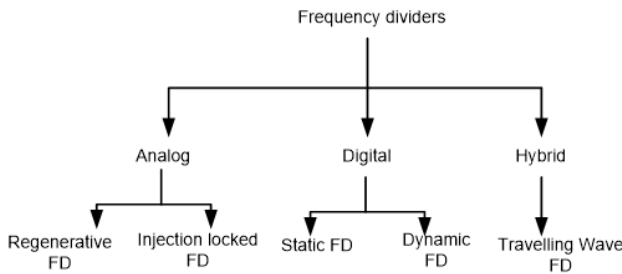 Frequency dividers
Analog
Digital
Hybrid
Regenerative
FD
Injection locked
FD
Static FD
Dynamic
FD
Travelling Wave
FD